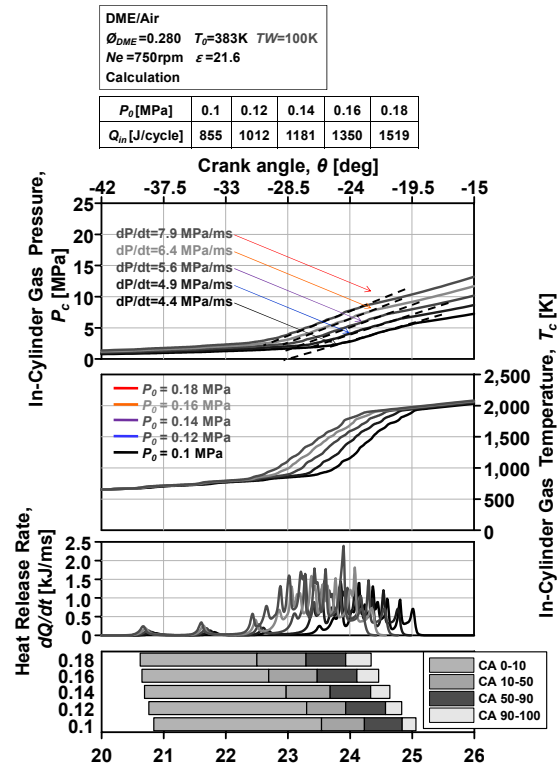 DME/Air
Ø_DME =0.280 T_0=383K TW=100K
Ne =750rpm ε =21.6
Calculation
P_0 [MPa] 0.1 0.12 0.14 0.16 0.18
Q_in [J/cycle] 855 1012 1181 1350 1519
Crank angle, θ [deg]
-42 -37.5 -33 -28.5 -24 -19.5 -15
In-Cylinder Gas Pressure,
P_c [MPa]
25
20
15
10
5
0
dP/dt=7.9 MPa/ms
dP/dt=6.4 MPa/ms
dP/dt=5.6 MPa/ms
dP/dt=4.9 MPa/ms
dP/dt=4.4 MPa/ms
In-Cylinder Gas Temperature, T_c [K]
2,500
2,000
1,500
1,000
500
0
P_0 = 0.18 MPa
P_0 = 0.16 MPa
P_0 = 0.14 MPa
P_0 = 0.12 MPa
P_0 = 0.1 MPa
Heat Release Rate,
dQ/dt [kJ/ms]
2.5
2.0
1.5
1.0
0.5
0
0.18
0.16
0.14
0.12
0.1
CA 0-10
CA 10-50
CA 50-90
CA 90-100
20 21 22 23 24 25 26